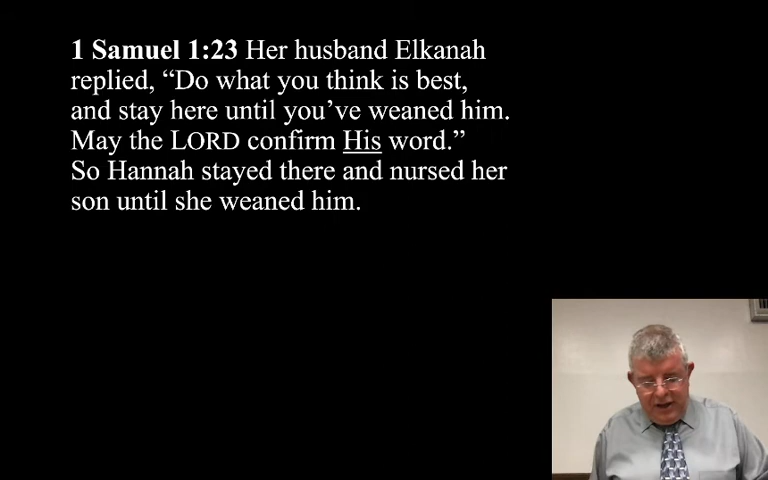 1 Samuel 1:23 Her husband Elkanah
replied, “Do what you think is best,
and stay here until you’ve weaned him.
May the LORD confirm His word.”
So Hannah stayed there and nursed her
son until she weaned him.